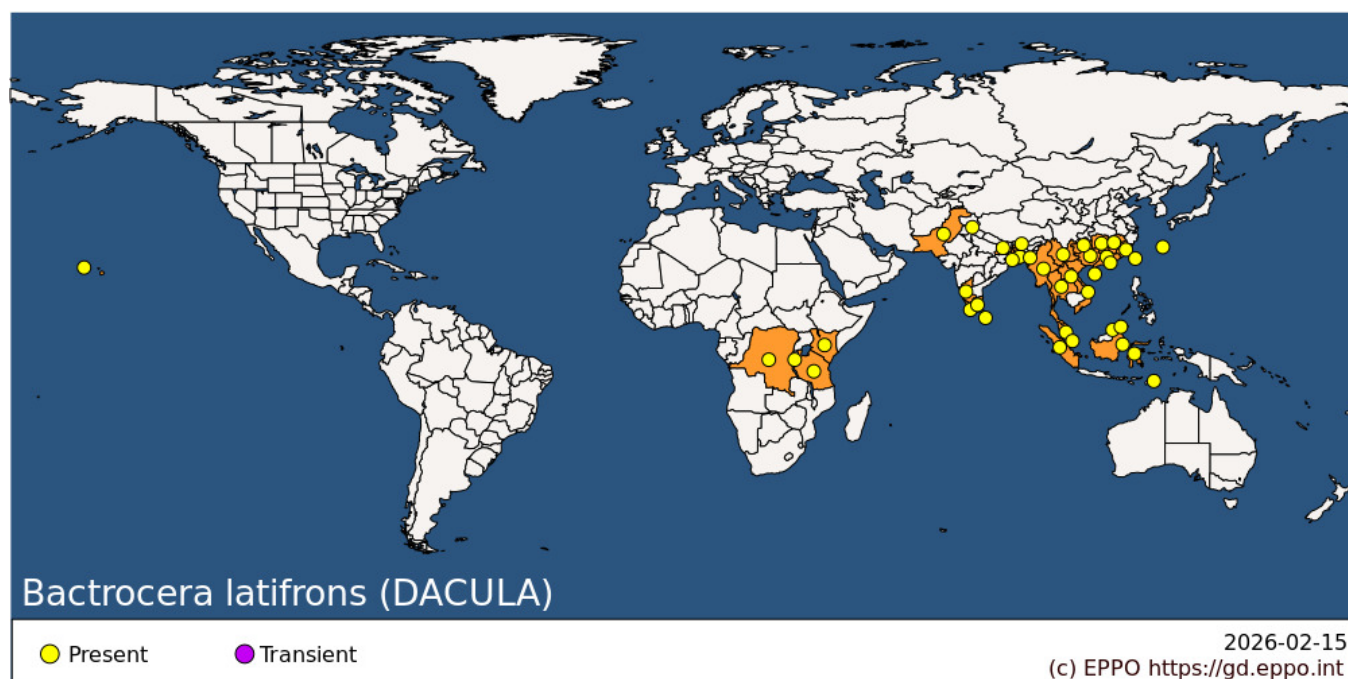 Bactrocera latifrons (DACULA)
Present
Transient
2026-02-15
(c) EPPO https://gd.eppo.int